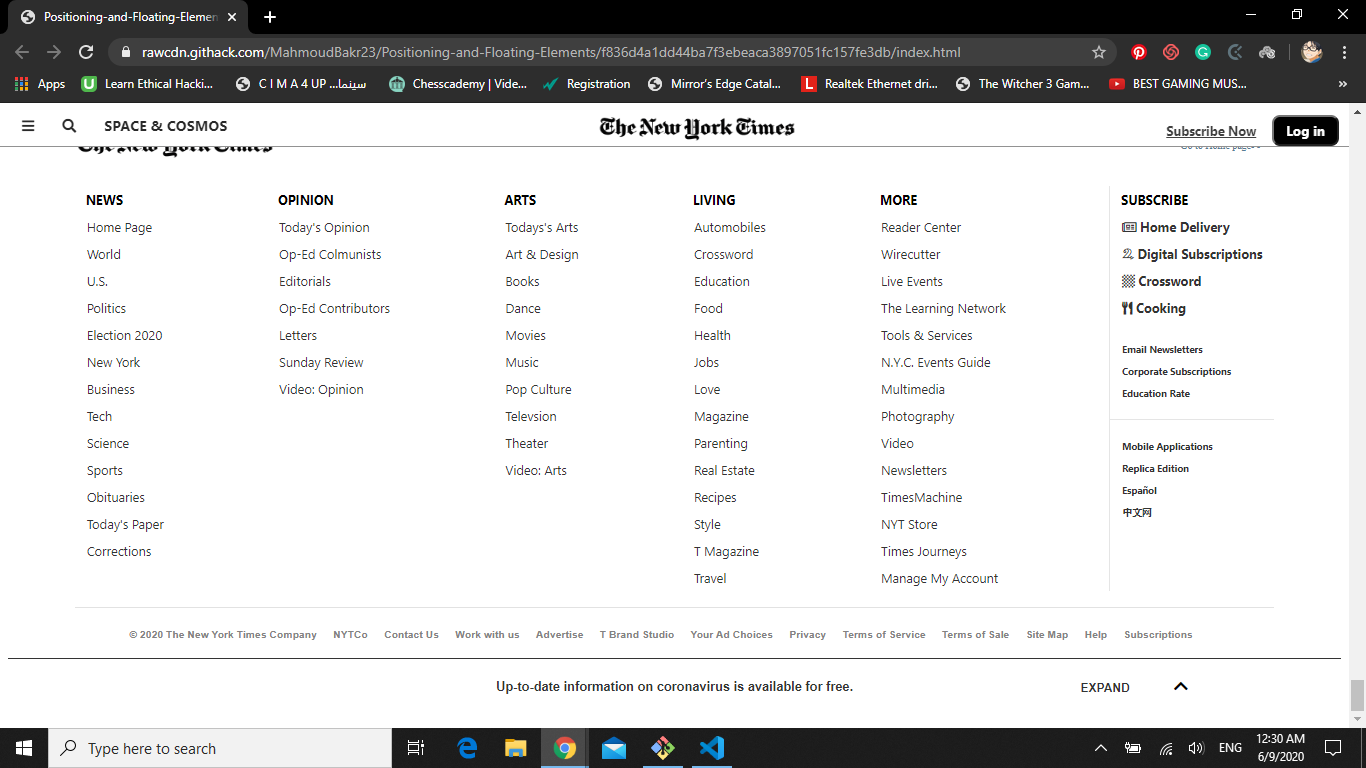 Positioning-and-Floating-Elemen
rawcdn.githack.com/MahmoudBakr23/Positioning-and-Floating-Elements/f836d4a1dd44ba7f3ebeaca3897051fc157fe3db/index.html
Apps Learn Ethical Hacki... C I M A 4 UP ...سينما Chesscademy | Vide... Registration Mirror's Edge Catal... Realtek Ethernet dri... The Witcher 3 Gam... BEST GAMING MUS... »
SPACE & COSMOS The New York Times Subscribe Now Log in
The New York Times Go to Home page>>
NEWS
Home Page
World
U.S.
Politics
Election 2020
New York
Business
Tech
Science
Sports
Obituaries
Today's Paper
Corrections
OPINION
Today's Opinion
Op-Ed Colmunists
Editorials
Op-Ed Contributors
Letters
Sunday Review
Video: Opinion
ARTS
Todays's Arts
Art & Design
Books
Dance
Movies
Music
Pop Culture
Televsion
Theater
Video: Arts
LIVING
Automobiles
Crossword
Education
Food
Health
Jobs
Love
Magazine
Parenting
Real Estate
Recipes
Style
T Magazine
Travel
MORE
Reader Center
Wirecutter
Live Events
The Learning Network
Tools & Services
N.Y.C. Events Guide
Multimedia
Photography
Video
Newsletters
TimesMachine
NYT Store
Times Journeys
Manage My Account
SUBSCRIBE
Home Delivery
Digital Subscriptions
Crossword
Cooking
Email Newsletters
Corporate Subscriptions
Education Rate
Mobile Applications
Replica Edition
Español
中文网
© 2020 The New York Times Company NYTCo Contact Us Work with us Advertise T Brand Studio Your Ad Choices Privacy Terms of Service Terms of Sale Site Map Help Subscriptions
Up-to-date information on coronavirus is available for free. EXPAND
Type here to search ENG 12:30 AM
6/9/2020